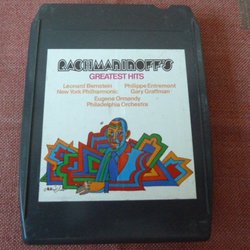 RACHMANINOFF'S
GREATEST HITS
Leonard Bernstein Philippe Entremont
New York Philharmonic Gary Graffman
Eugene Ormandy
Philadelphia Orchestra